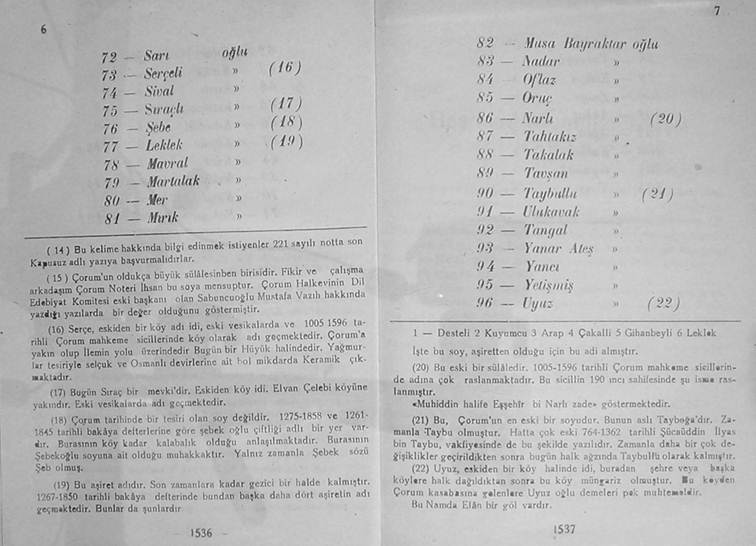 6
72 — Sarı oğlu
73 — Serçeli » (16)
74 — Sival »
75 — Sıraçlı » (17)
76 — Şebe » (18)
77 — Leklek » (19)
78 — Mavral »
79 — Martalak »
80 — Mer »
81 — Mırık »
(14) Bu kelime hakkında bilgi edinmek istiyenler 221 sayılı notta son
Kapusuz adlı yazıya başvurmalıdırlar.
(15) Çorum'un oldukça büyük sülâlesinben birisidir. Fikir ve çalışma
arkadaşım Çorum Noteri İhsan bu soya mensuptur. Çorum Halkevinin Dil
Edebiyat Komitesi eski başkanı olan Sabuncuoğlu Mustafa Vazıh hakkında
yazdığı yazılarda bir değer olduğunu göstermiştir.
(16) Serçe, eskiden bir köy adı idi, eski vesikalarda ve 1005 1596 ta-
rihli Çorum mahkeme sicillerinde köy olarak adı geçmektedir. Çorum'a
yakın olup İlemin yolu üzerindedir Bugün bir Hüyük halindedir. Yağmur-
lar tesiriyle selçuk ve Osmanlı devirlerine ait bol mikdarda Keramik çık-
maktadır.
(17) Bugün Sıraç bir mevki'dir. Eskiden köy idi. Elvan Çelebi köyüne
yakındır. Eski vesikalarda adı geçmektedir.
(18) Çorum tarihinde bir tesiri olan soy değildir. 1275-1858 ve 1261-
1845 tarihli bakâya defterlerine göre şebek oğlu çiftliği adlı bir yer var-
dır. Burasının köy kadar kalabalık olduğu anlaşılmaktadır. Burasının
Şebekoğlu soyuna ait olduğu muhakkaktır. Yalnız zamanla Şebek sözü
Şeb olmuş.
(19) Bu aşiret adıdır. Son zamanlara kadar gezici bir halde kalmıştır.
1267-1850 tarihli bakâya defterinde bundan başka daha dört aşiretin adı
geçmektedir. Bunlar da şunlardır
1536 -
7
82 — Musa Bayraktar oğlu
83 — Nadar »
84 — Oflaz »
85 — Oruç »
86 — Narlı » (20)
87 — Tahtakız »
88 — Takalak »
89 — Tavşan »
90 — Taybullu » (21)
91 — Ulukavak »
92 — Tangal »
93 — Yanar Ateş »
94 — Yancı »
95 — Yetişmiş »
96 — Uyuz » (22)
1 — Desteli 2 Kuyumcu 3 Arap 4 Çakalli 5 Gihanbeyli 6 Leklek
İşte bu soy, aşiretten olduğu için bu adi almıştır.
(20) Bu eski bir sülâledir. 1005-1596 tarihli Çorum mahkeme sicillerin-
de adına çok raslanmaktadır. Bu sicillin 190 ıncı sahifesinde şu isme ras-
lanmıştır.
«Muhiddin halife Eşşehîr bi Narlı zade» göstermektedir.
(21) Bu, Çorum'un en eski bir soyudur. Bunun aslı Tayboğa'dır. Za-
manla Taybu olmuştur. Hatta çok eski 764-1362 tarihli Şücaüddin İlyas
bin Taybu, vakfiyesinde de bu şekilde yazılıdır. Zamanla daha bir çok de-
ğişiklikler geçirildikten sonra bugün halk ağzında Taybullu olarak kalmıştır.
(22) Uyuz, eskiden bir köy halinde idi, buradan şehre veya başka
köylere halk dağıldıktan sonra bu köy müngariz olmuştur. Bu köyden
Çorum kasabasına gelenlere Uyuz oğlu demeleri pek muhtemeldir.
Bu Namda Elân bir göl vardır.
1537